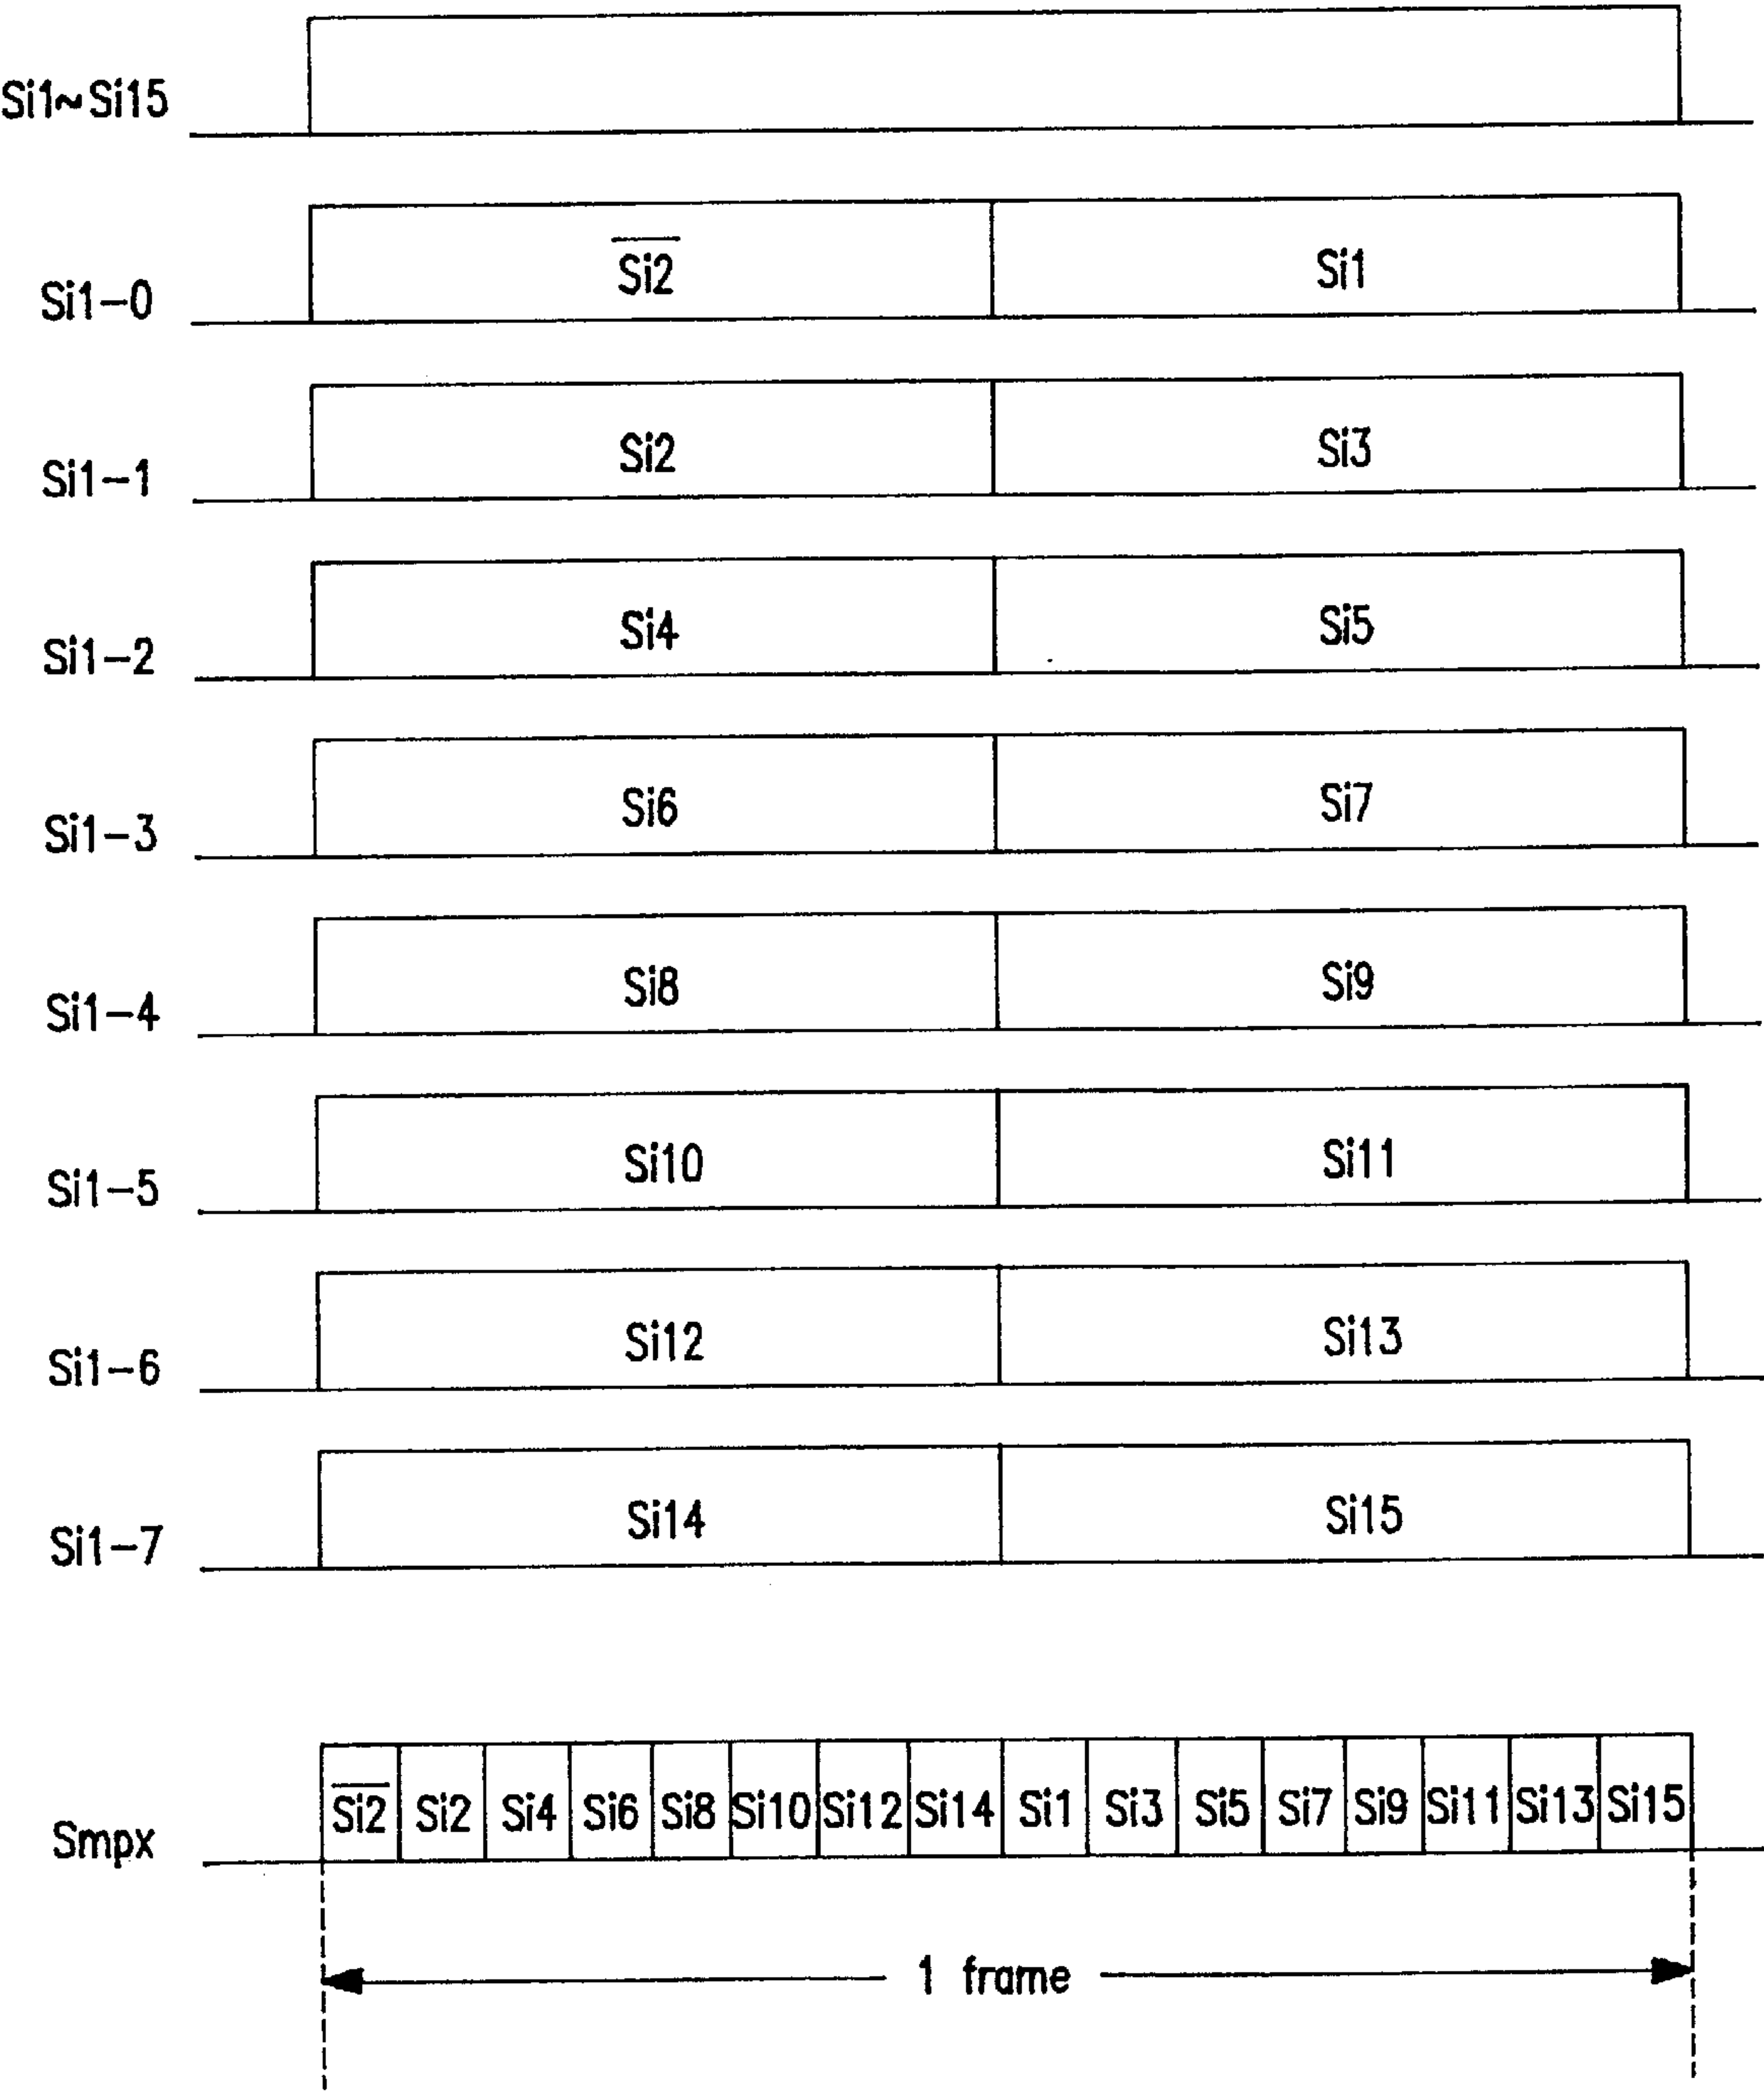 Si1~Si15
Si1-0 S̅i̅2̅ Si1
Si1-1 Si2 Si3
Si1-2 Si4 Si5
Si1-3 Si6 Si7
Si1-4 Si8 Si9
Si1-5 Si10 Si11
Si1-6 Si12 Si13
Si1-7 Si14 Si15
Smpx S̅i̅2̅ Si2 Si4 Si6 Si8 Si10 Si12 Si14 Si1 Si3 Si5 Si7 Si9 Si11 Si13 Si15
1 frame